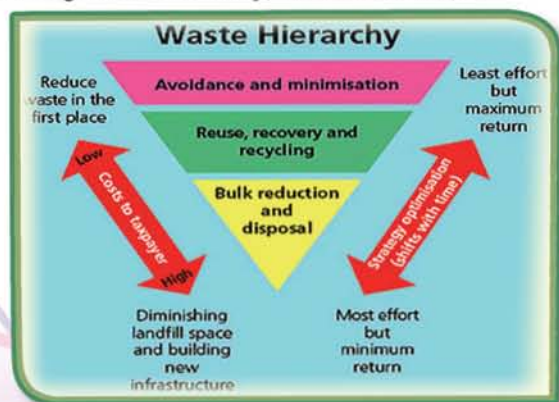 Waste Hierarchy
Reduce
waste in the
first place
Avoidance and minimisation
Least effort
but
maximum
return
Reuse, recovery and
recycling
Bulk reduction
and
disposal
Low
Costs to taxpayer
High
Strategy optimisation
(shifts with time)
Diminishing
landfill space
and building
new
infrastructure
Most effort
but
minimum
return